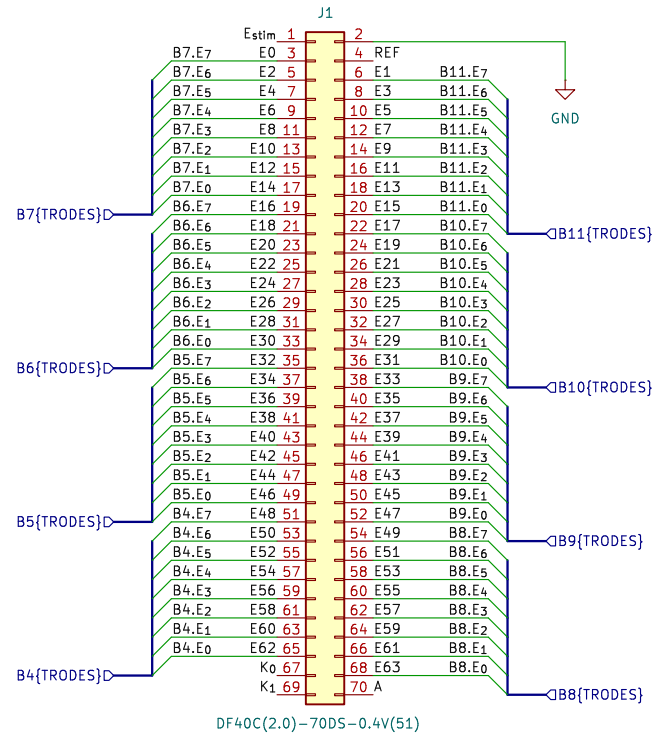 J1
Estim 1 2
B7.E7 E0 3 4 REF
B7.E6 E2 5 6 E1 B11.E7
B7.E5 E4 7 8 E3 B11.E6
B7.E4 E6 9 10 E5 B11.E5
GND
B7.E3 E8 11 12 E7 B11.E4
B7.E2 E10 13 14 E9 B11.E3
B7.E1 E12 15 16 E11 B11.E2
B7.E0 E14 17 18 E13 B11.E1
B7{TRODES}
B6.E7 E16 19 20 E15 B11.E0
B6.E6 E18 21 22 E17 B10.E7
B11{TRODES}
B6.E5 E20 23 24 E19 B10.E6
B6.E4 E22 25 26 E21 B10.E5
B6.E3 E24 27 28 E23 B10.E4
B6.E2 E26 29 30 E25 B10.E3
B6.E1 E28 31 32 E27 B10.E2
B6.E0 E30 33 34 E29 B10.E1
B6{TRODES}
B5.E7 E32 35 36 E31 B10.E0
B5.E6 E34 37 38 E33 B9.E7
B10{TRODES}
B5.E5 E36 39 40 E35 B9.E6
B5.E4 E38 41 42 E37 B9.E5
B5.E3 E40 43 44 E39 B9.E4
B5.E2 E42 45 46 E41 B9.E3
B5.E1 E44 47 48 E43 B9.E2
B5.E0 E46 49 50 E45 B9.E1
B5{TRODES}
B4.E7 E48 51 52 E47 B9.E0
B4.E6 E50 53 54 E49 B8.E7
B9{TRODES}
B4.E5 E52 55 56 E51 B8.E6
B4.E4 E54 57 58 E53 B8.E5
B4.E3 E56 59 60 E55 B8.E4
B4.E2 E58 61 62 E57 B8.E3
B4.E1 E60 63 64 E59 B8.E2
B4.E0 E62 65 66 E61 B8.E1
B4{TRODES}
K0 67 68 E63 B8.E0
K1 69 70 A
B8{TRODES}
DF40C(2.0)-70DS-0.4V(51)